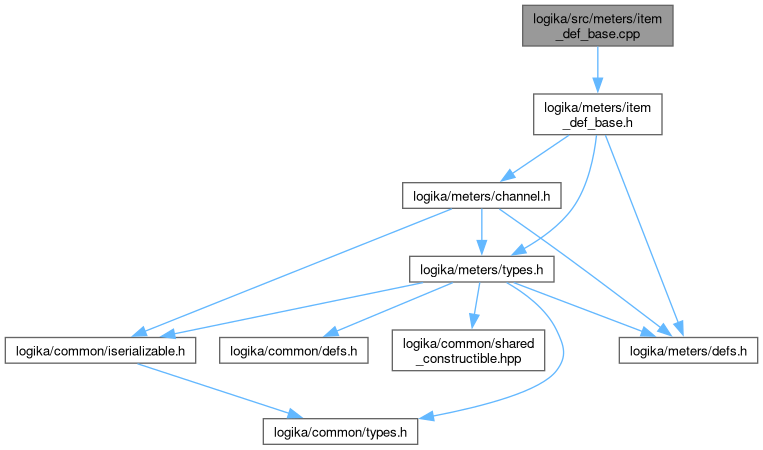 logika/src/meters/item
_def_base.cpp
logika/meters/item
_def_base.h
logika/meters/channel.h
logika/meters/types.h
logika/common/iserializable.h
logika/common/defs.h
logika/common/shared
_constructible.hpp
logika/meters/defs.h
logika/common/types.h